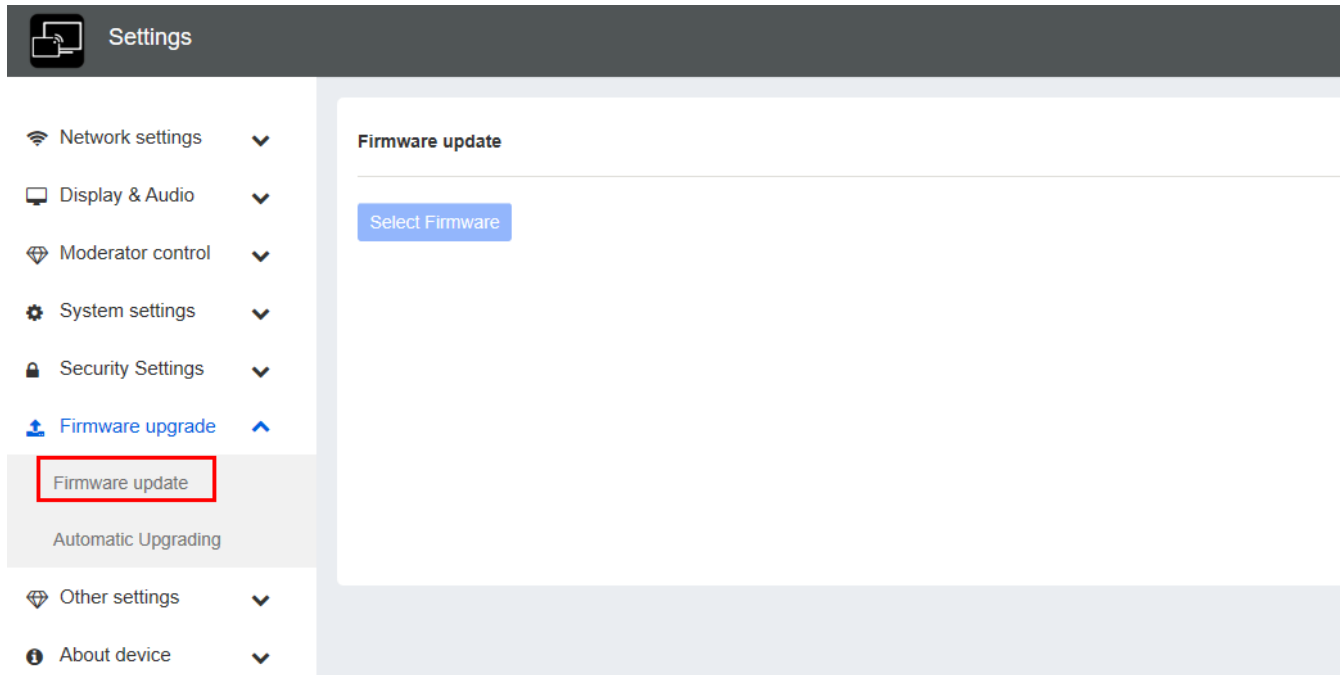 Settings
Network settings
Display & Audio
Moderator control
System settings
Security Settings
Firmware upgrade
Firmware update
Automatic Upgrading
Other settings
About device
Firmware update
Select Firmware